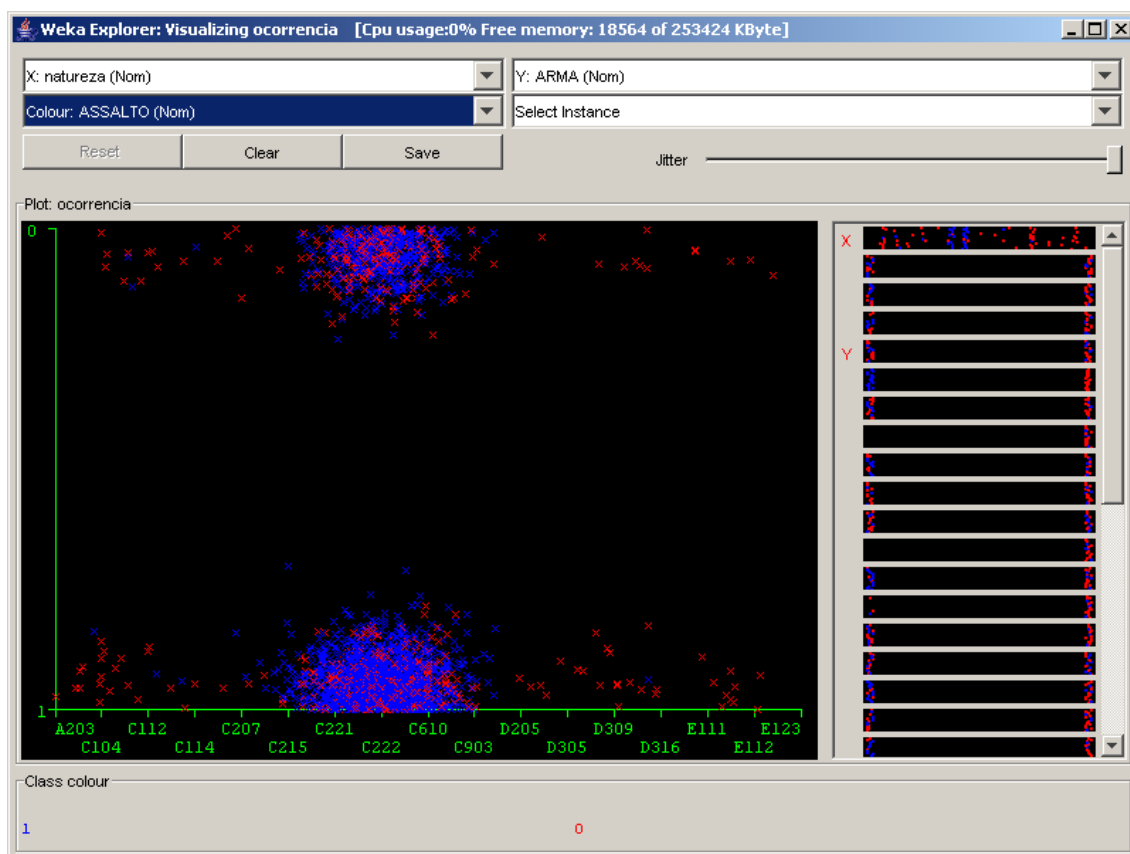 Weka Explorer: Visualizing ocorrencia [Cpu usage:0% Free memory: 18564 of 253424 KByte]
X: natureza (Nom) Y: ARMA (Nom)
Colour: ASSALTO (Nom) Select Instance
Reset Clear Save Jitter
Plot: ocorrencia
0
X
Y
1
A203 C112 C207 C221 C610 D205 D309 E111 E123
C104 C114 C215 C222 C903 D305 D316 E112
Class colour
1 0